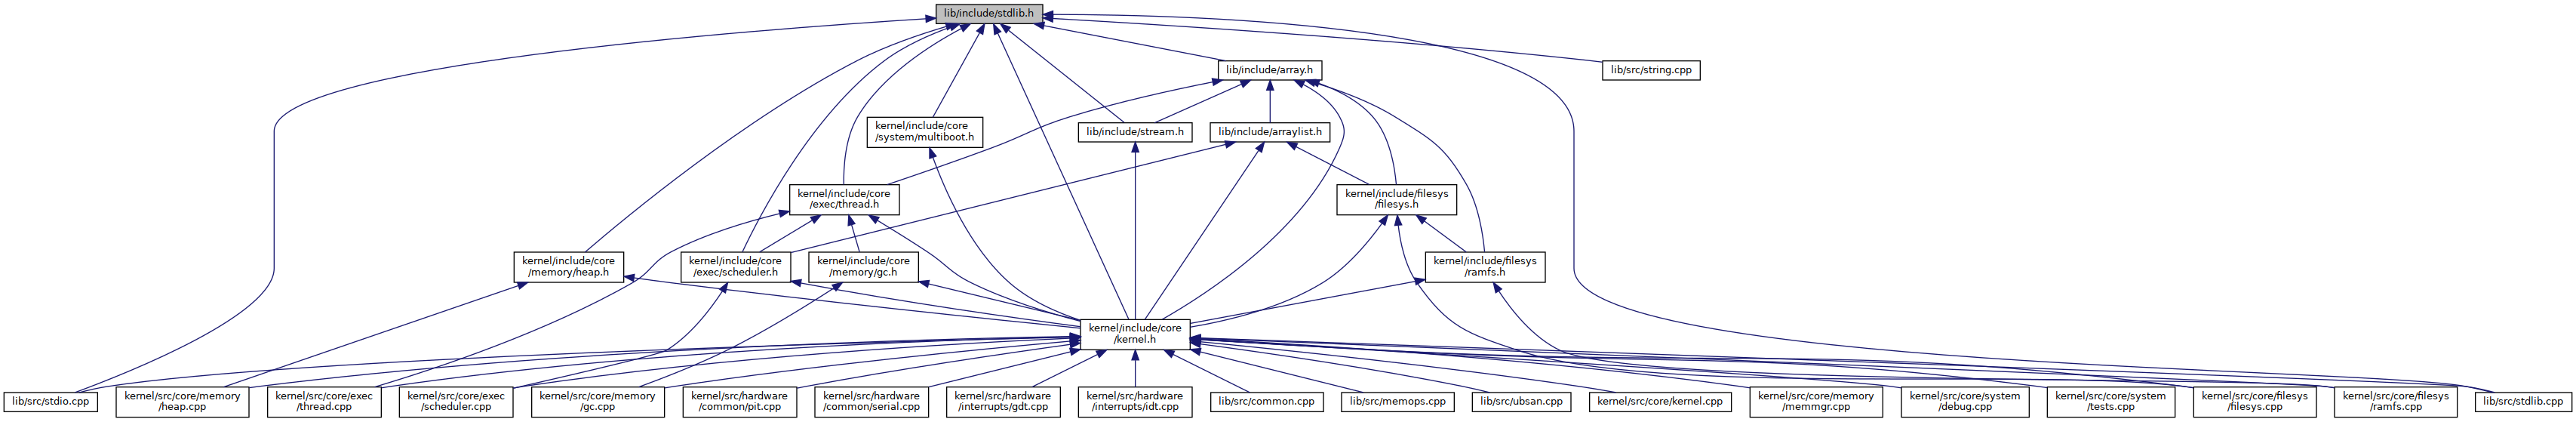 lib/include/stdlib.h
lib/include/array.h
lib/src/string.cpp
kernel/include/core
/system/multiboot.h
lib/include/stream.h
lib/include/arraylist.h
kernel/include/core
/exec/thread.h
kernel/include/filesys
/filesys.h
kernel/include/core
/memory/heap.h
kernel/include/core
/exec/scheduler.h
kernel/include/core
/memory/gc.h
kernel/include/filesys
/ramfs.h
kernel/include/core
/kernel.h
lib/src/stdio.cpp
kernel/src/core/memory
/heap.cpp
kernel/src/core/exec
/thread.cpp
kernel/src/core/exec
/scheduler.cpp
kernel/src/core/memory
/gc.cpp
kernel/src/hardware
/common/pit.cpp
kernel/src/hardware
/common/serial.cpp
kernel/src/hardware
/interrupts/gdt.cpp
kernel/src/hardware
/interrupts/idt.cpp
lib/src/common.cpp
lib/src/memops.cpp
lib/src/ubsan.cpp
kernel/src/core/kernel.cpp
kernel/src/core/memory
/memmgr.cpp
kernel/src/core/system
/debug.cpp
kernel/src/core/system
/tests.cpp
kernel/src/core/filesys
/filesys.cpp
kernel/src/core/filesys
/ramfs.cpp
lib/src/stdlib.cpp